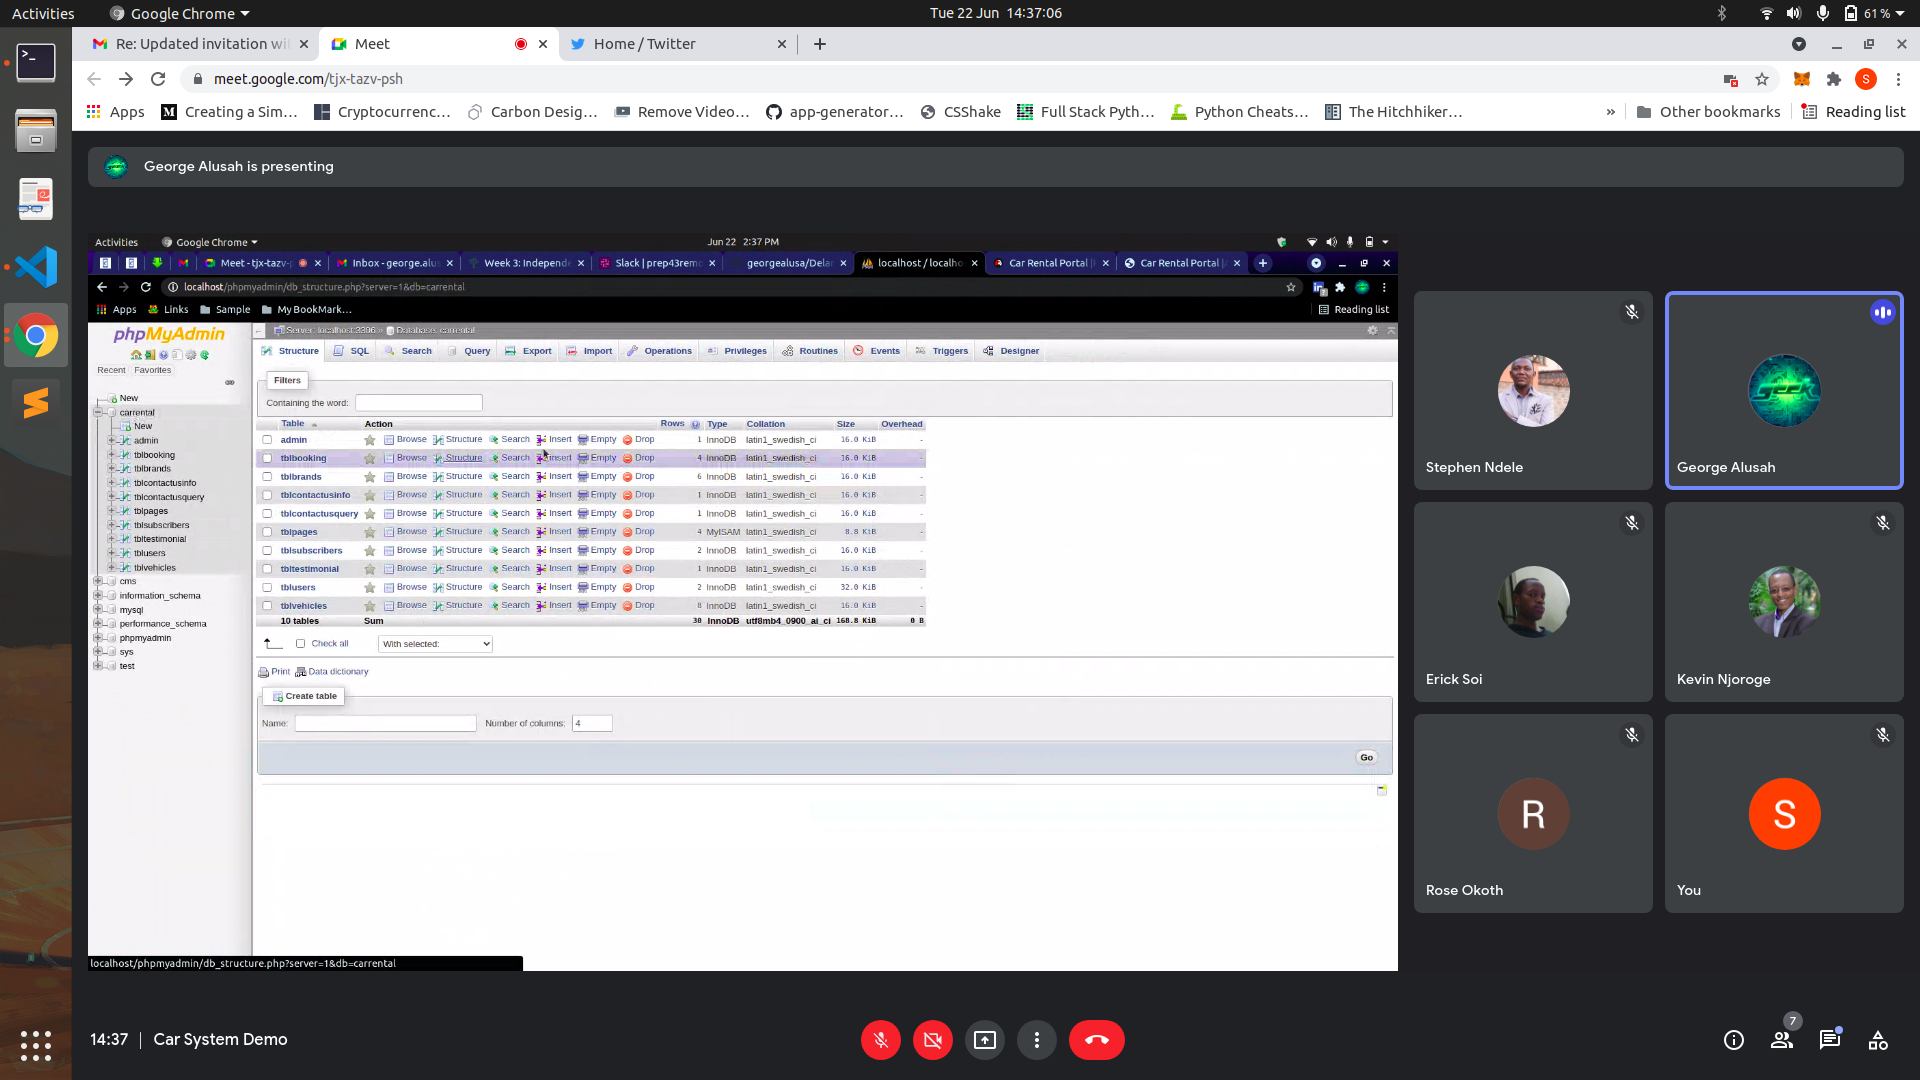 Activities Google Chrome Tue 22 Jun 14:37:06 61 %
Re: Updated invitation wi Meet Home / Twitter
meet.google.com/tjx-tazv-psh S
Apps Creating a Sim... Cryptocurrenc... Carbon Desig... Remove Video... app-generator... CSShake Full Stack Pyth... Python Cheats... The Hitchhiker... » Other bookmarks Reading list
George Alusah is presenting
Activities Google Chrome Jun 22 2:37 PM
Meet - tjx-tazv-p Inbox - george.alus Week 3: Independe Slack | prep43remo georgealusa/Delan localhost / localho Car Rental Portal | Car Rental Portal |
localhost/phpmyadmin/db_structure.php?server=1&db=carrental
Apps Links Sample My BookMark... Reading list
phpMyAdmin
Recent Favorites
New
carrental
New
admin
tblbooking
tblbrands
tblcontactusinfo
tblcontactusquery
tblpages
tblsubscribers
tbltestimonial
tblusers
tblvehicles
cms
information_schema
mysql
performance_schema
phpmyadmin
sys
test
Server: localhost:3306 » Database: carrental
Structure SQL Search Query Export Import Operations Privileges Routines Events Triggers Designer
Filters
Containing the word:
Table Action Rows Type Collation Size Overhead
admin Browse Structure Search Insert Empty Drop 1 InnoDB latin1_swedish_ci 16.0 KiB -
tblbooking Browse Structure Search Insert Empty Drop 4 InnoDB latin1_swedish_ci 16.0 KiB -
tblbrands Browse Structure Search Insert Empty Drop 6 InnoDB latin1_swedish_ci 16.0 KiB -
tblcontactusinfo Browse Structure Search Insert Empty Drop 1 InnoDB latin1_swedish_ci 16.0 KiB -
tblcontactusquery Browse Structure Search Insert Empty Drop 1 InnoDB latin1_swedish_ci 16.0 KiB -
tblpages Browse Structure Search Insert Empty Drop 4 MyISAM latin1_swedish_ci 8.8 KiB -
tblsubscribers Browse Structure Search Insert Empty Drop 2 InnoDB latin1_swedish_ci 16.0 KiB -
tbltestimonial Browse Structure Search Insert Empty Drop 1 InnoDB latin1_swedish_ci 16.0 KiB -
tblusers Browse Structure Search Insert Empty Drop 2 InnoDB latin1_swedish_ci 32.0 KiB -
tblvehicles Browse Structure Search Insert Empty Drop 8 InnoDB latin1_swedish_ci 16.0 KiB -
10 tables Sum 30 InnoDB utf8mb4_0900_ai_ci 168.8 KiB 0 B
Check all With selected:
Print Data dictionary
Create table
Name: Number of columns: 4
Go
localhost/phpmyadmin/db_structure.php?server=1&db=carrental
Stephen Ndele
George Alusah
Erick Soi
Kevin Njoroge
R
Rose Okoth
S
You
14:37 | Car System Demo
7